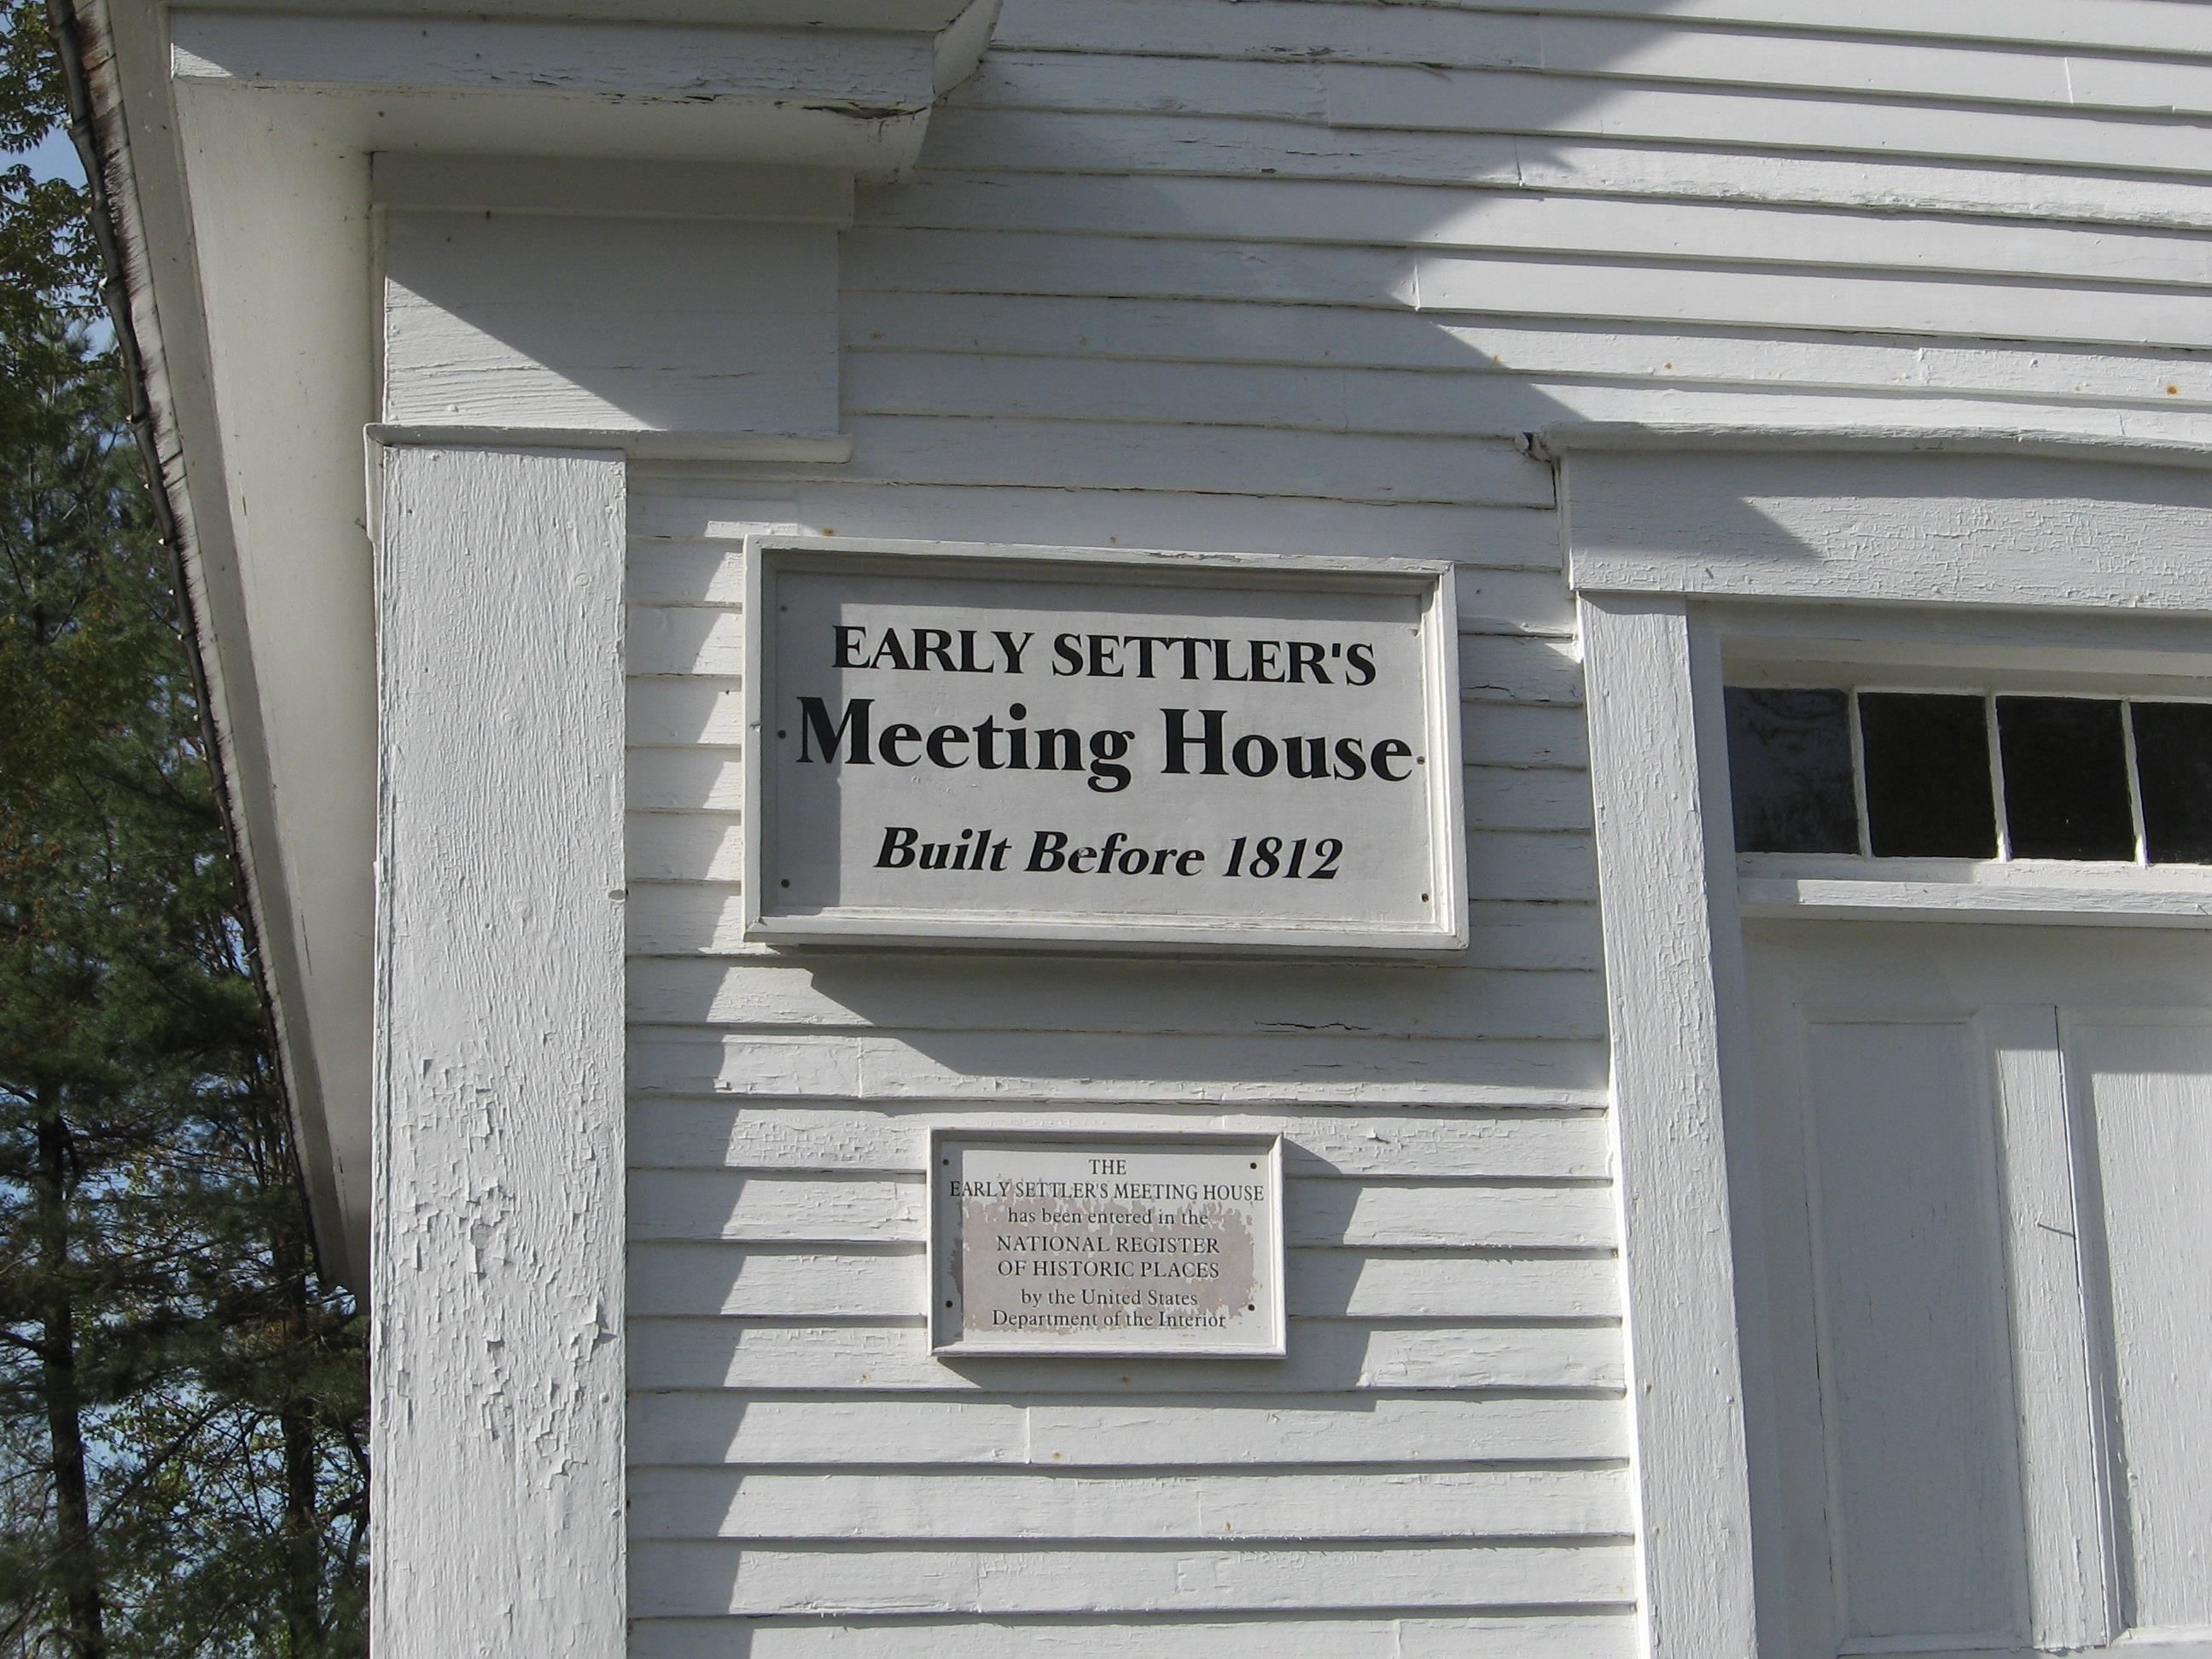 EARLY SETTLER'S
Meeting House
Built Before 1812
THE
EARLY SETTLER'S MEETING HOUSE
has been entered in the
NATIONAL REGISTER
OF HISTORIC PLACES
by the United States
Department of the Interior